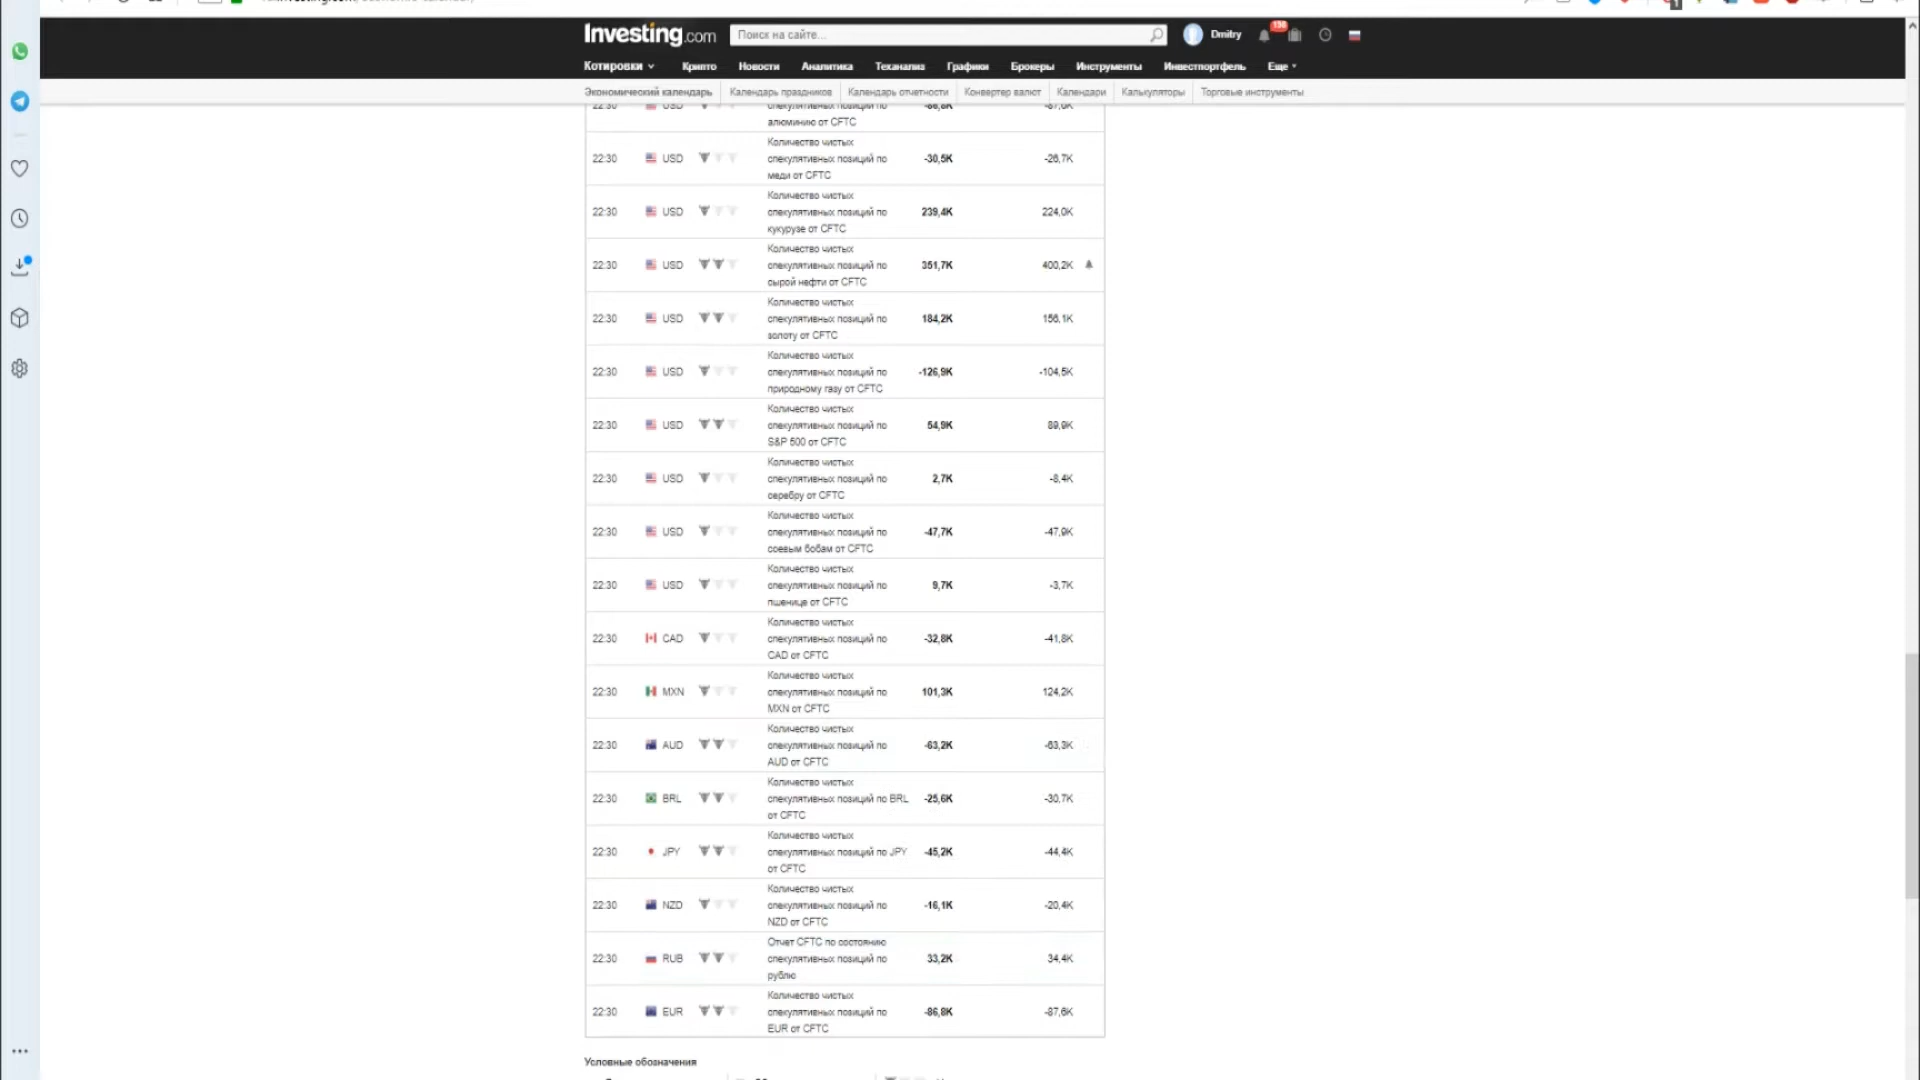 Investing.com
Поиск на сайте...
Dmitry
Котировки Крипто Новости Аналитика Теханализ Графики Брокеры Инструменты Инвестпортфель Еще
Экономический календарь Календарь праздников Календарь отчетности Конвертер валют Календари Калькуляторы Торговые инструменты
22:30 USD спекулятивных позиций по -86,8K -87,0K
алюминию от CFTC
Количество чистых
22:30 USD спекулятивных позиций по -30,5K -26,7K
меди от CFTC
Количество чистых
22:30 USD спекулятивных позиций по 239,4K 224,0K
кукурузе от CFTC
Количество чистых
22:30 USD спекулятивных позиций по 351,7K 400,2K
сырой нефти от CFTC
Количество чистых
22:30 USD спекулятивных позиций по 184,2K 156,1K
золоту от CFTC
Количество чистых
22:30 USD спекулятивных позиций по -126,9K -104,5K
природному газу от CFTC
Количество чистых
22:30 USD спекулятивных позиций по 54,9K 89,9K
S&P 500 от CFTC
Количество чистых
22:30 USD спекулятивных позиций по 2,7K -8,4K
серебру от CFTC
Количество чистых
22:30 USD спекулятивных позиций по -47,7K -47,9K
соевым бобам от CFTC
Количество чистых
22:30 USD спекулятивных позиций по 9,7K -3,7K
пшенице от CFTC
Количество чистых
22:30 CAD спекулятивных позиций по -32,8K -41,8K
CAD от CFTC
Количество чистых
22:30 MXN спекулятивных позиций по 101,3K 124,2K
MXN от CFTC
Количество чистых
22:30 AUD спекулятивных позиций по -63,2K -63,3K
AUD от CFTC
Количество чистых
22:30 BRL спекулятивных позиций по BRL -25,6K -30,7K
от CFTC
Количество чистых
22:30 JPY спекулятивных позиций по JPY -45,2K -44,4K
от CFTC
Количество чистых
22:30 NZD спекулятивных позиций по -16,1K -20,4K
NZD от CFTC
Отчет CFTC по состоянию
22:30 RUB спекулятивных позиций по 33,2K 34,4K
рублю
Количество чистых
22:30 EUR спекулятивных позиций по -86,8K -87,6K
EUR от CFTC
Условные обозначения